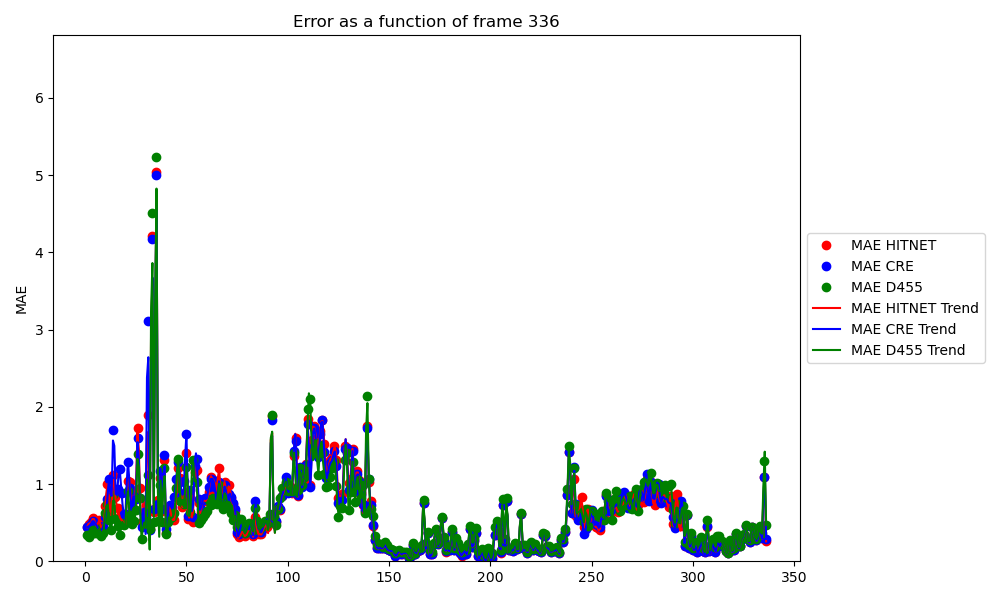 Error as a function of frame 336
MAE
6
5
4
3
2
1
0
0
50
100
150
200
250
300
350
MAE HITNET
MAE CRE
MAE D455
MAE HITNET Trend
MAE CRE Trend
MAE D455 Trend